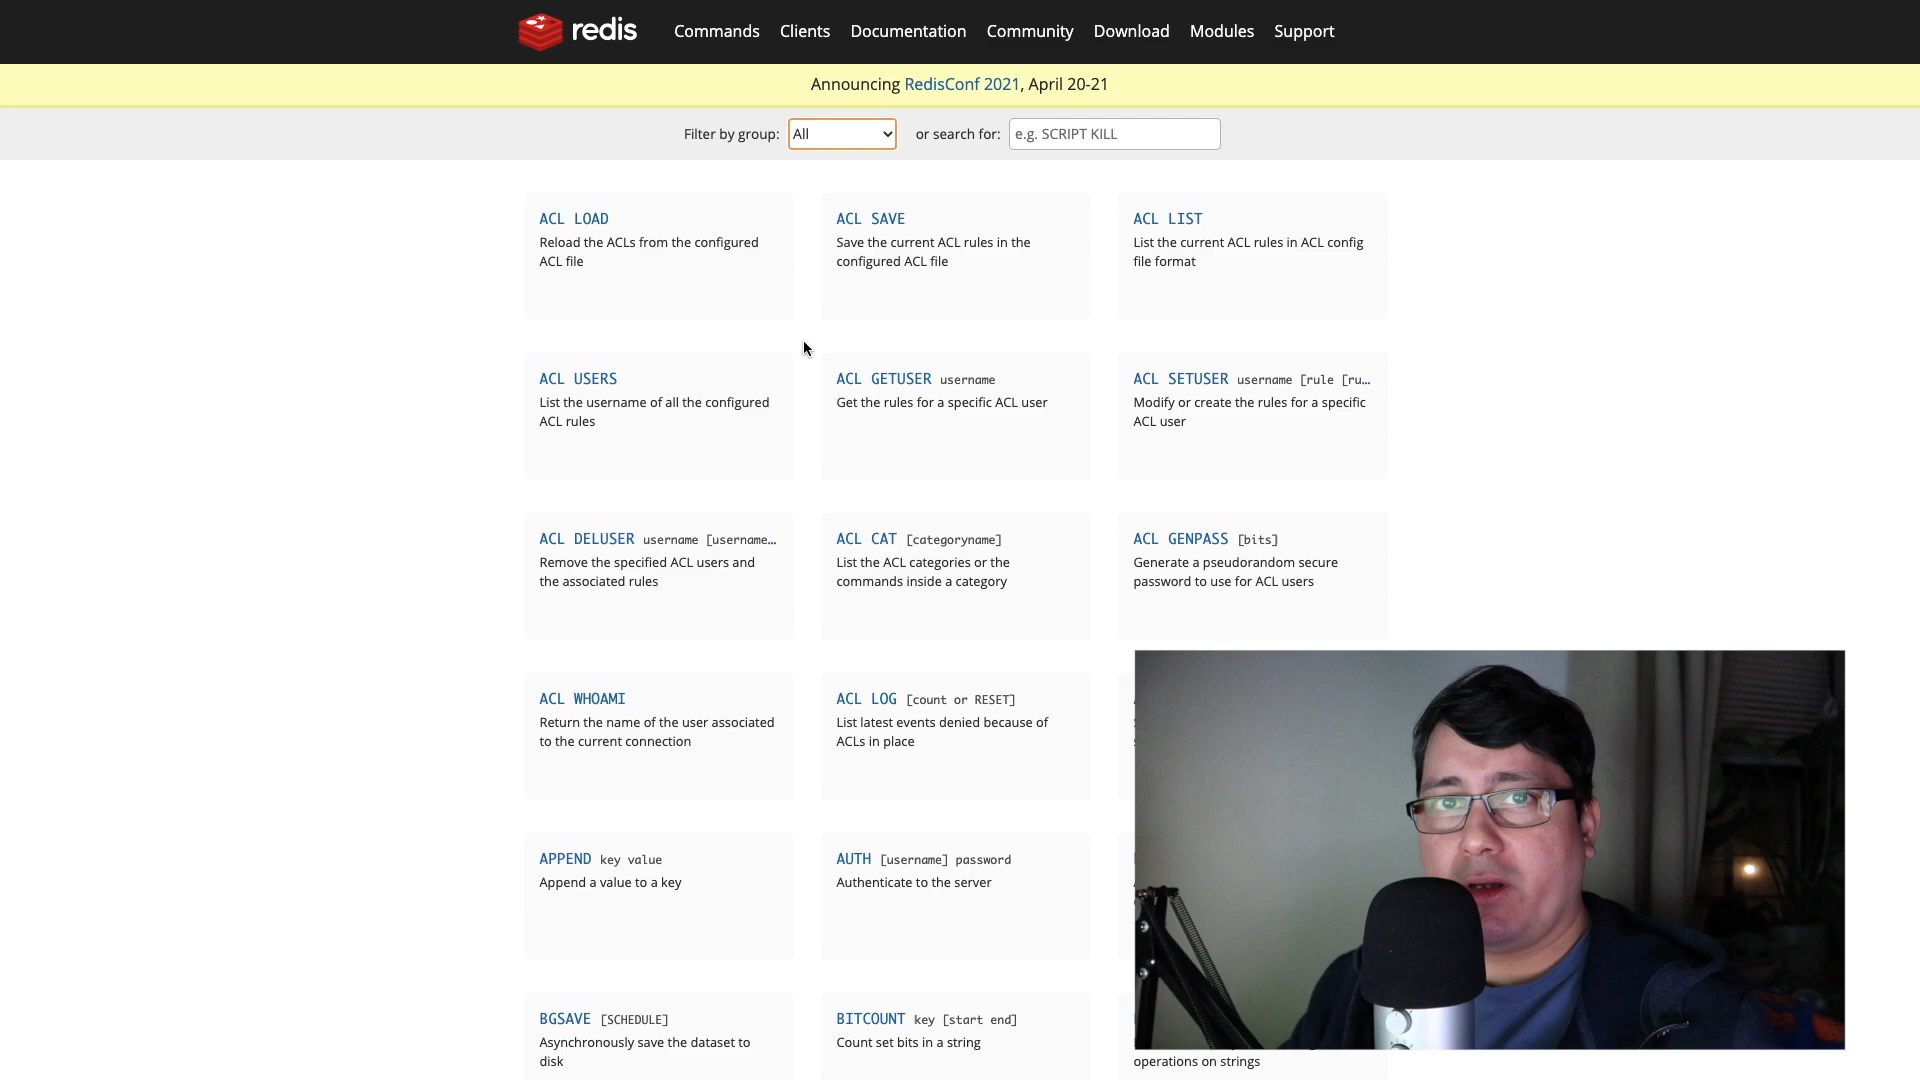 redis
Commands Clients Documentation Community Download Modules Support
Announcing RedisConf 2021, April 20-21
Filter by group: All or search for: e.g. SCRIPT KILL
ACL LOAD
Reload the ACLs from the configured
ACL file
ACL SAVE
Save the current ACL rules in the
configured ACL file
ACL LIST
List the current ACL rules in ACL config
file format
ACL USERS
List the username of all the configured
ACL rules
ACL GETUSER username
Get the rules for a specific ACL user
ACL SETUSER username [rule [ru…
Modify or create the rules for a specific
ACL user
ACL DELUSER username [username…
Remove the specified ACL users and
the associated rules
ACL CAT [categoryname]
List the ACL categories or the
commands inside a category
ACL GENPASS [bits]
Generate a pseudorandom secure
password to use for ACL users
ACL WHOAMI
Return the name of the user associated
to the current connection
ACL LOG [count or RESET]
List latest events denied because of
ACLs in place
APPEND key value
Append a value to a key
AUTH [username] password
Authenticate to the server
BGSAVE [SCHEDULE]
Asynchronously save the dataset to
disk
BITCOUNT key [start end]
Count set bits in a string
operations on strings